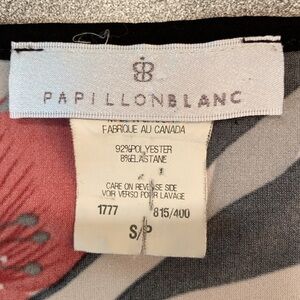 PAPILLONBLANC
FABRIQUE AU CANADA
92%POLYESTER
8%ELASTANE
CARE ON REVERSE SIDE
VOIR VERSO POUR LAVAGE
1777 815/400
S/P